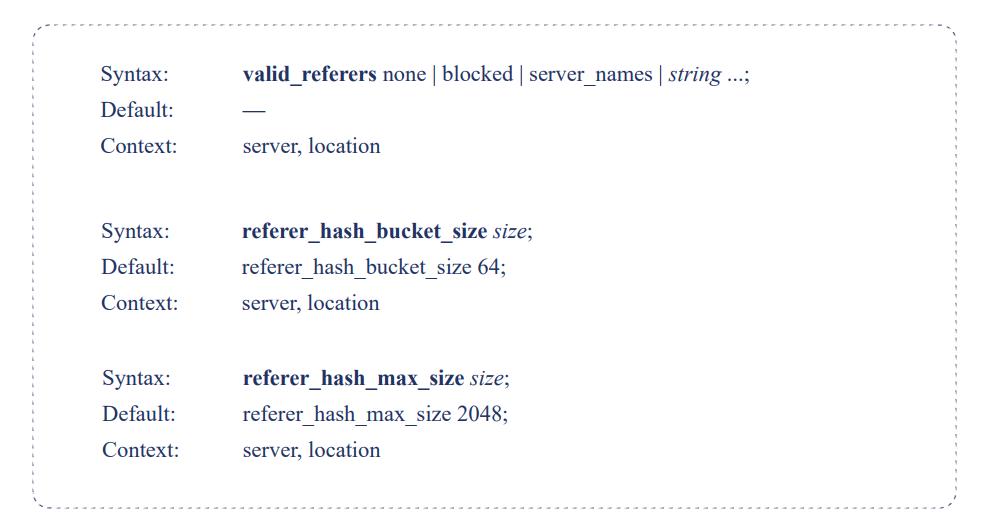 Syntax: valid_referers none | blocked | server_names | string ...;
Default: —
Context: server, location
Syntax: referer_hash_bucket_size size;
Default: referer_hash_bucket_size 64;
Context: server, location
Syntax: referer_hash_max_size size;
Default: referer_hash_max_size 2048;
Context: server, location